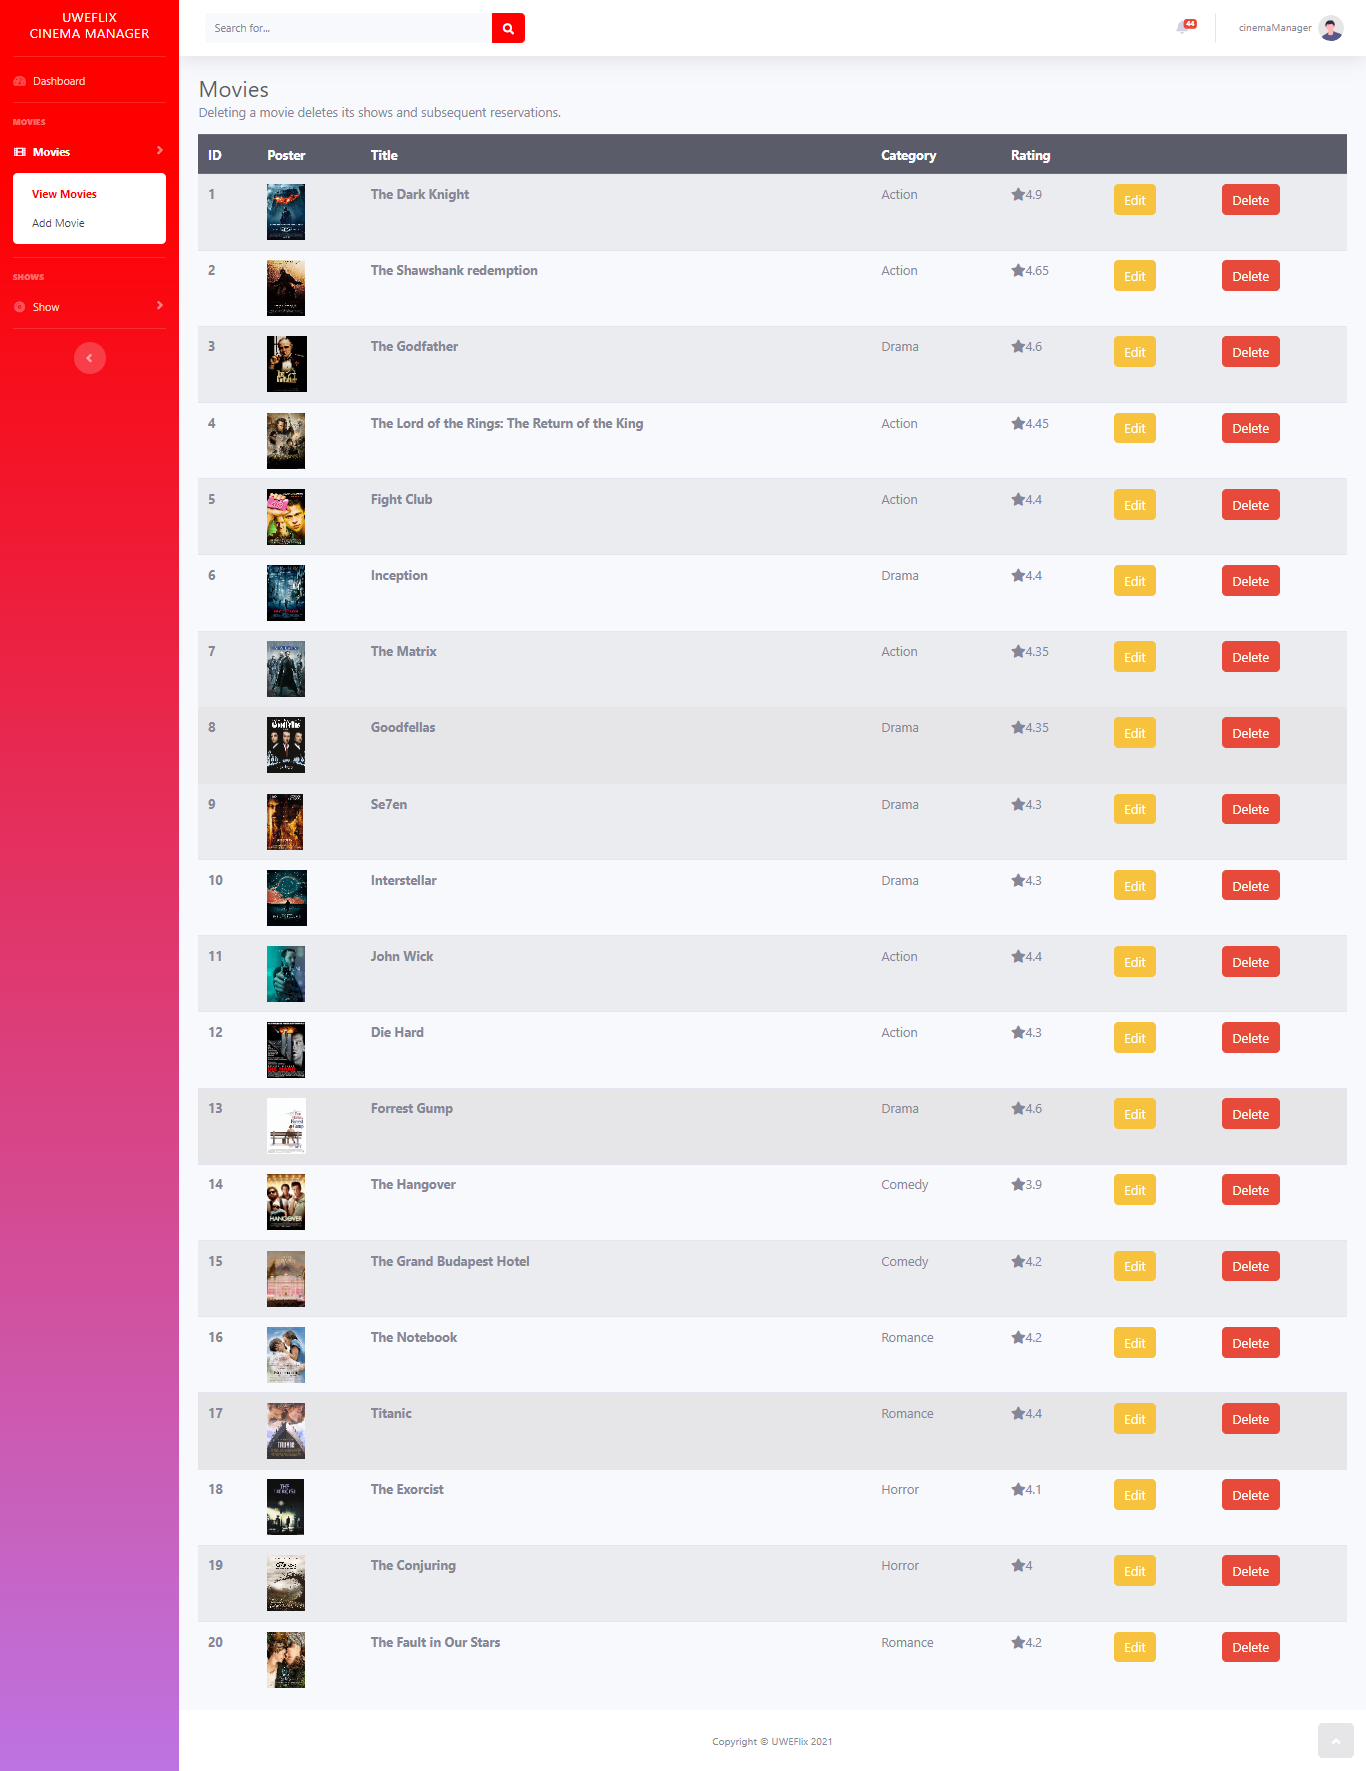 UWEFLIX
CINEMA MANAGER
Search for...
44
cinemaManager
Dashboard
MOVIES
Movies
View Movies
Add Movie
SHOWS
Show
Movies
Deleting a movie deletes its shows and subsequent reservations.
ID Poster Title Category Rating
1 The Dark Knight Action 4.9 Edit Delete
2 The Shawshank redemption Action 4.65 Edit Delete
3 The Godfather Drama 4.6 Edit Delete
4 The Lord of the Rings: The Return of the King Action 4.45 Edit Delete
5 Fight Club Action 4.4 Edit Delete
6 Inception Drama 4.4 Edit Delete
7 The Matrix Action 4.35 Edit Delete
8 Goodfellas Drama 4.35 Edit Delete
9 Se7en Drama 4.3 Edit Delete
10 Interstellar Drama 4.3 Edit Delete
11 John Wick Action 4.4 Edit Delete
12 Die Hard Action 4.3 Edit Delete
13 Forrest Gump Drama 4.6 Edit Delete
14 The Hangover Comedy 3.9 Edit Delete
HANGOVER
15 The Grand Budapest Hotel Comedy 4.2 Edit Delete
16 The Notebook Romance 4.2 Edit Delete
17 Titanic Romance 4.4 Edit Delete
18 The Exorcist Horror 4.1 Edit Delete
19 The Conjuring Horror 4 Edit Delete
20 The Fault in Our Stars Romance 4.2 Edit Delete
Copyright © UWEFlix 2021